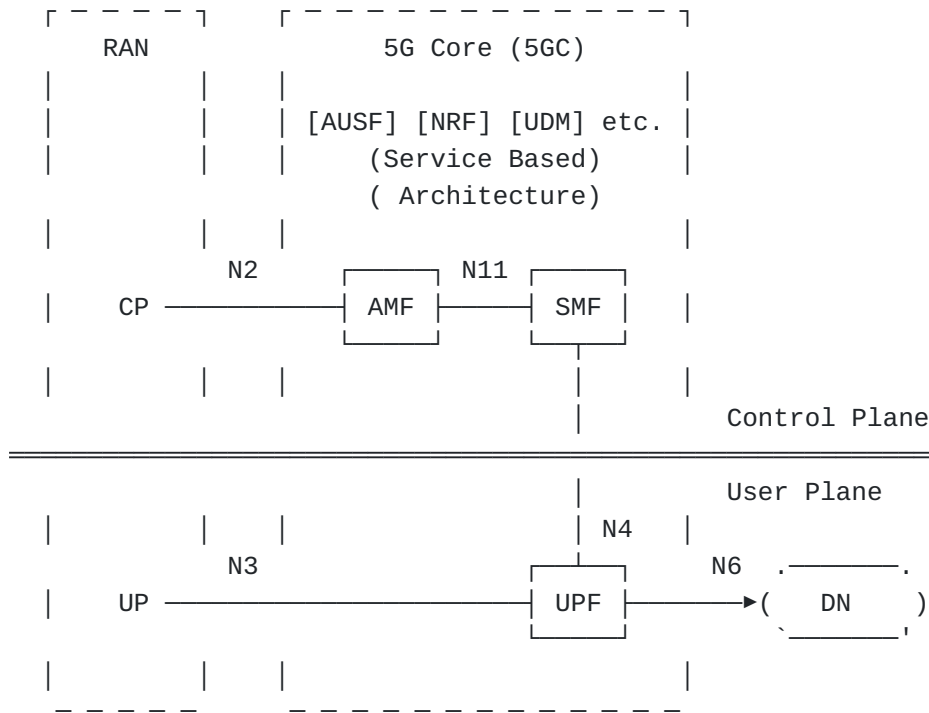 RAN 5G Core (5GC)
[AUSF] [NRF] [UDM] etc.
(Service Based)
( Architecture)
N2 N11
CP AMF SMF
Control Plane
User Plane
N4
N3 N6
UP UPF ( DN )